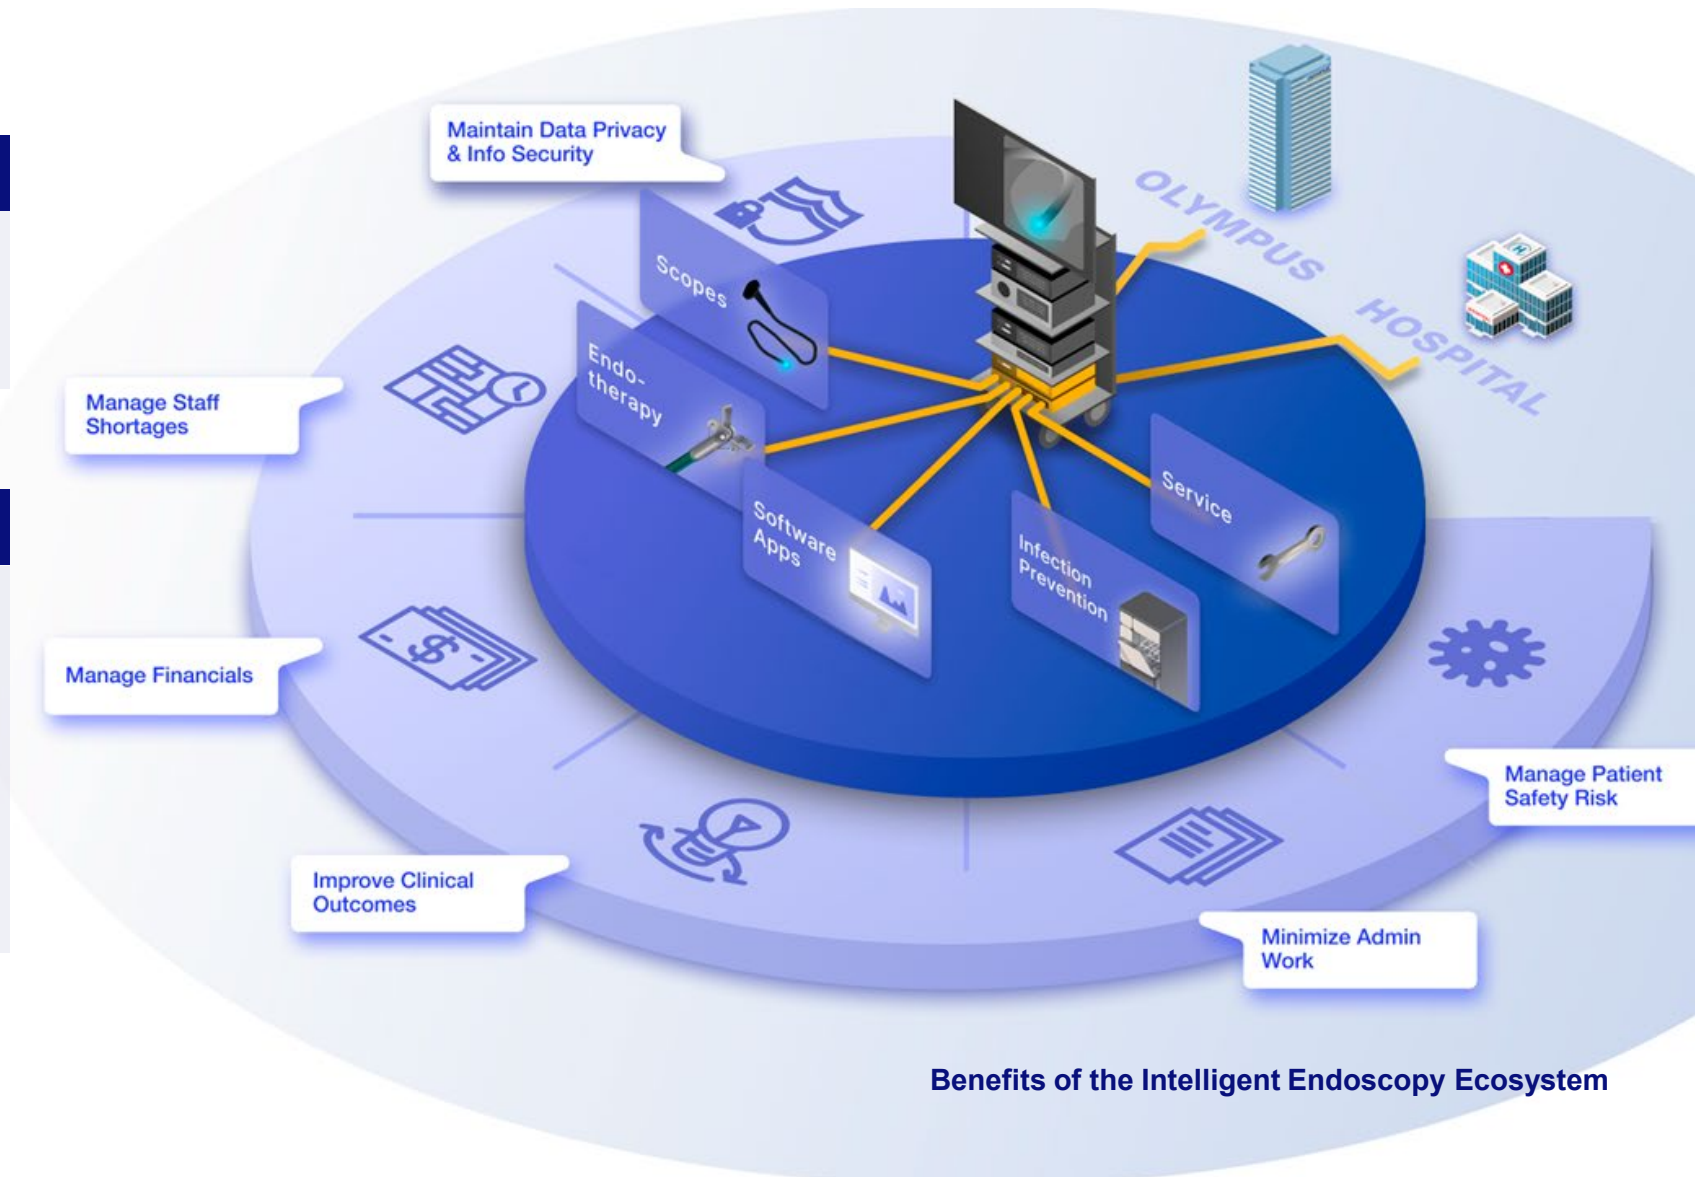 Maintain Data Privacy
& Info Security
OLYMPUS
HOSPITAL
Scopes
Endo-
therapy
Manage Staff
Shortages
Service
Software
Apps
Infection
Prevention
Manage Financials
Manage Patient
Safety Risk
Improve Clinical
Outcomes
Minimize Admin
Work
Benefits of the Intelligent Endoscopy Ecosystem